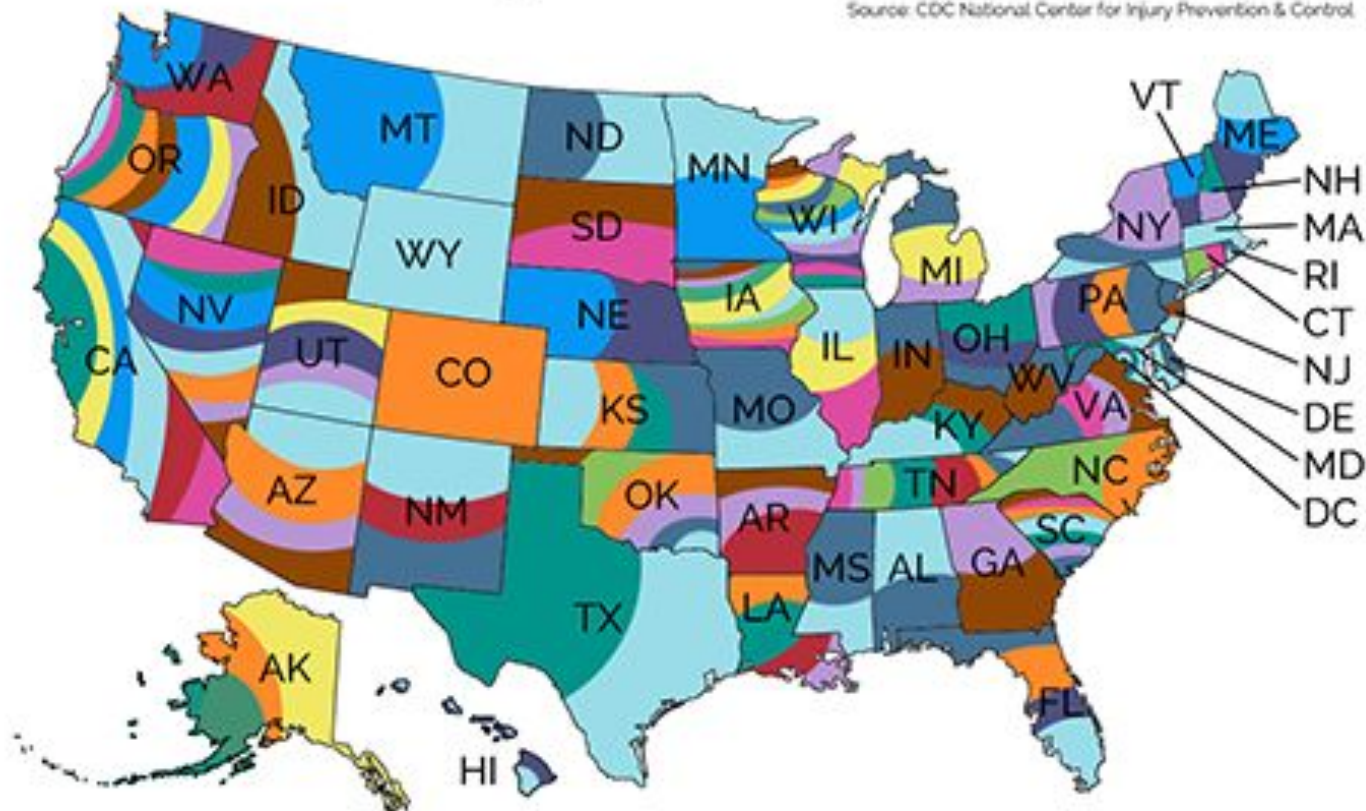 Source: CDC National Center for Injury Prevention & Control
WA
MT
ND
MN
VT
ME
OR
ID
SD
WI
NY
NH
WY
MI
MA
NV
NE
IA
PA
RI
CA
UT
CO
IL
IN
OH
CT
KS
MO
WV
NJ
KY
VA
DE
AZ
NM
OK
TN
NC
MD
AR
SC
DC
MS
AL
GA
TX
LA
AK
FL
HI